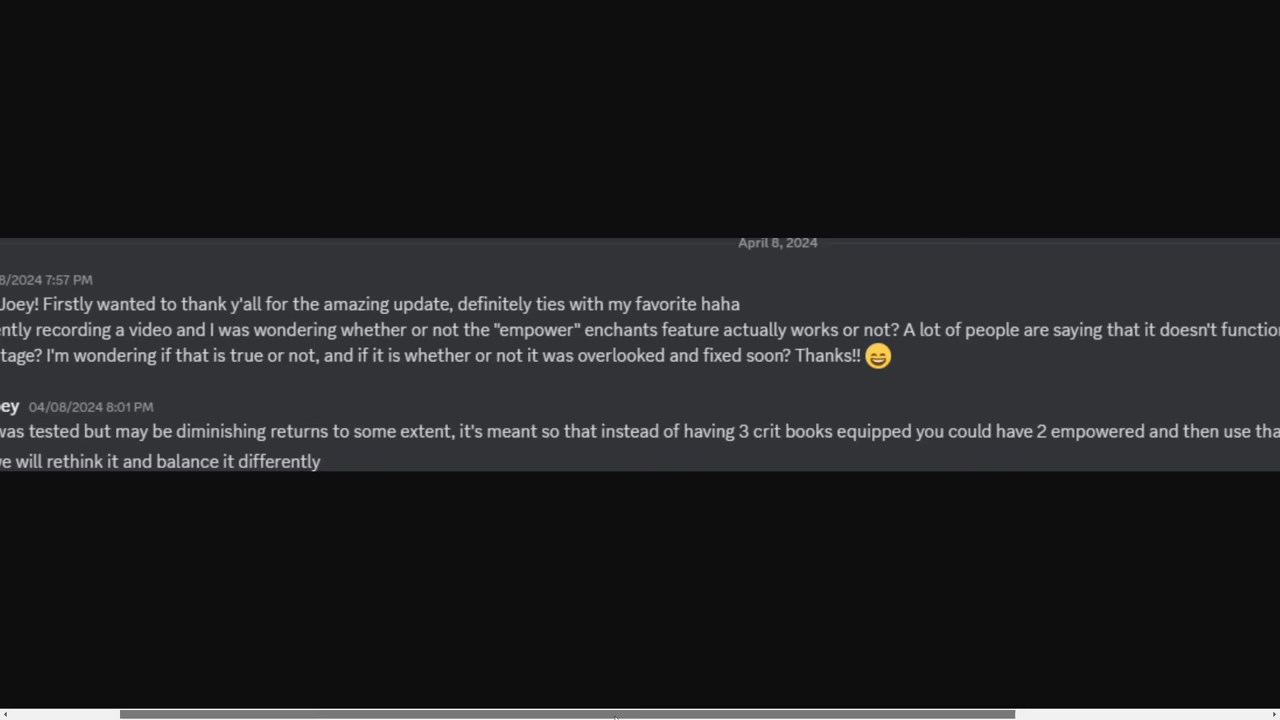 April 8, 2024
8/2024 7:57 PM
Joey! Firstly wanted to thank y'all for the amazing update, definitely ties with my favorite haha
ently recording a video and I was wondering whether or not the "empower" enchants feature actually works or not? A lot of people are saying that it doesn't function
tage? I'm wondering if that is true or not, and if it is whether or not it was overlooked and fixed soon? Thanks!! 😄
ey 04/08/2024 8:01 PM
was tested but may be diminishing returns to some extent, it's meant so that instead of having 3 crit books equipped you could have 2 empowered and then use tha
we will rethink it and balance it differently